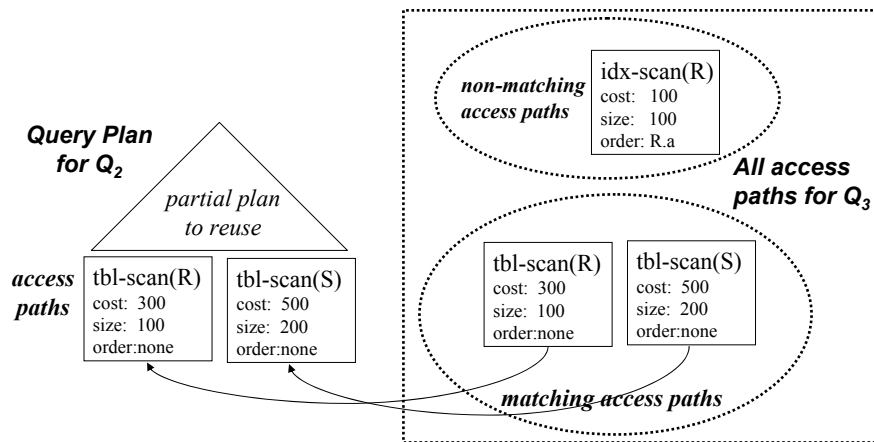 Query Plan
for Q2
partial plan
to reuse
access
paths
tbl-scan(R)
cost: 300
size: 100
order:none
tbl-scan(S)
cost: 500
size: 200
order:none
non-matching
access paths
idx-scan(R)
cost: 100
size: 100
order: R.a
All access
paths for Q3
tbl-scan(R)
cost: 300
size: 100
order:none
tbl-scan(S)
cost: 500
size: 200
order:none
matching access paths